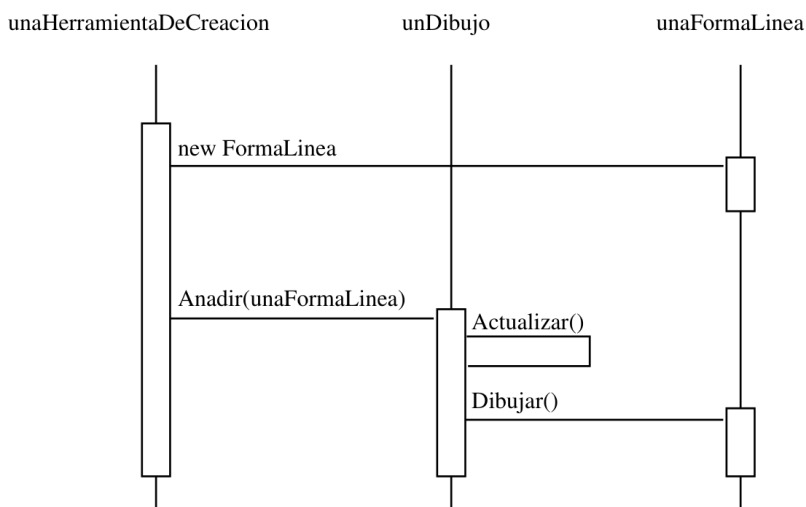 unaHerramientaDeCreacion
unDibujo
unaFormaLinea
new FormaLinea
Anadir(unaFormaLinea)
Actualizar()
Dibujar()